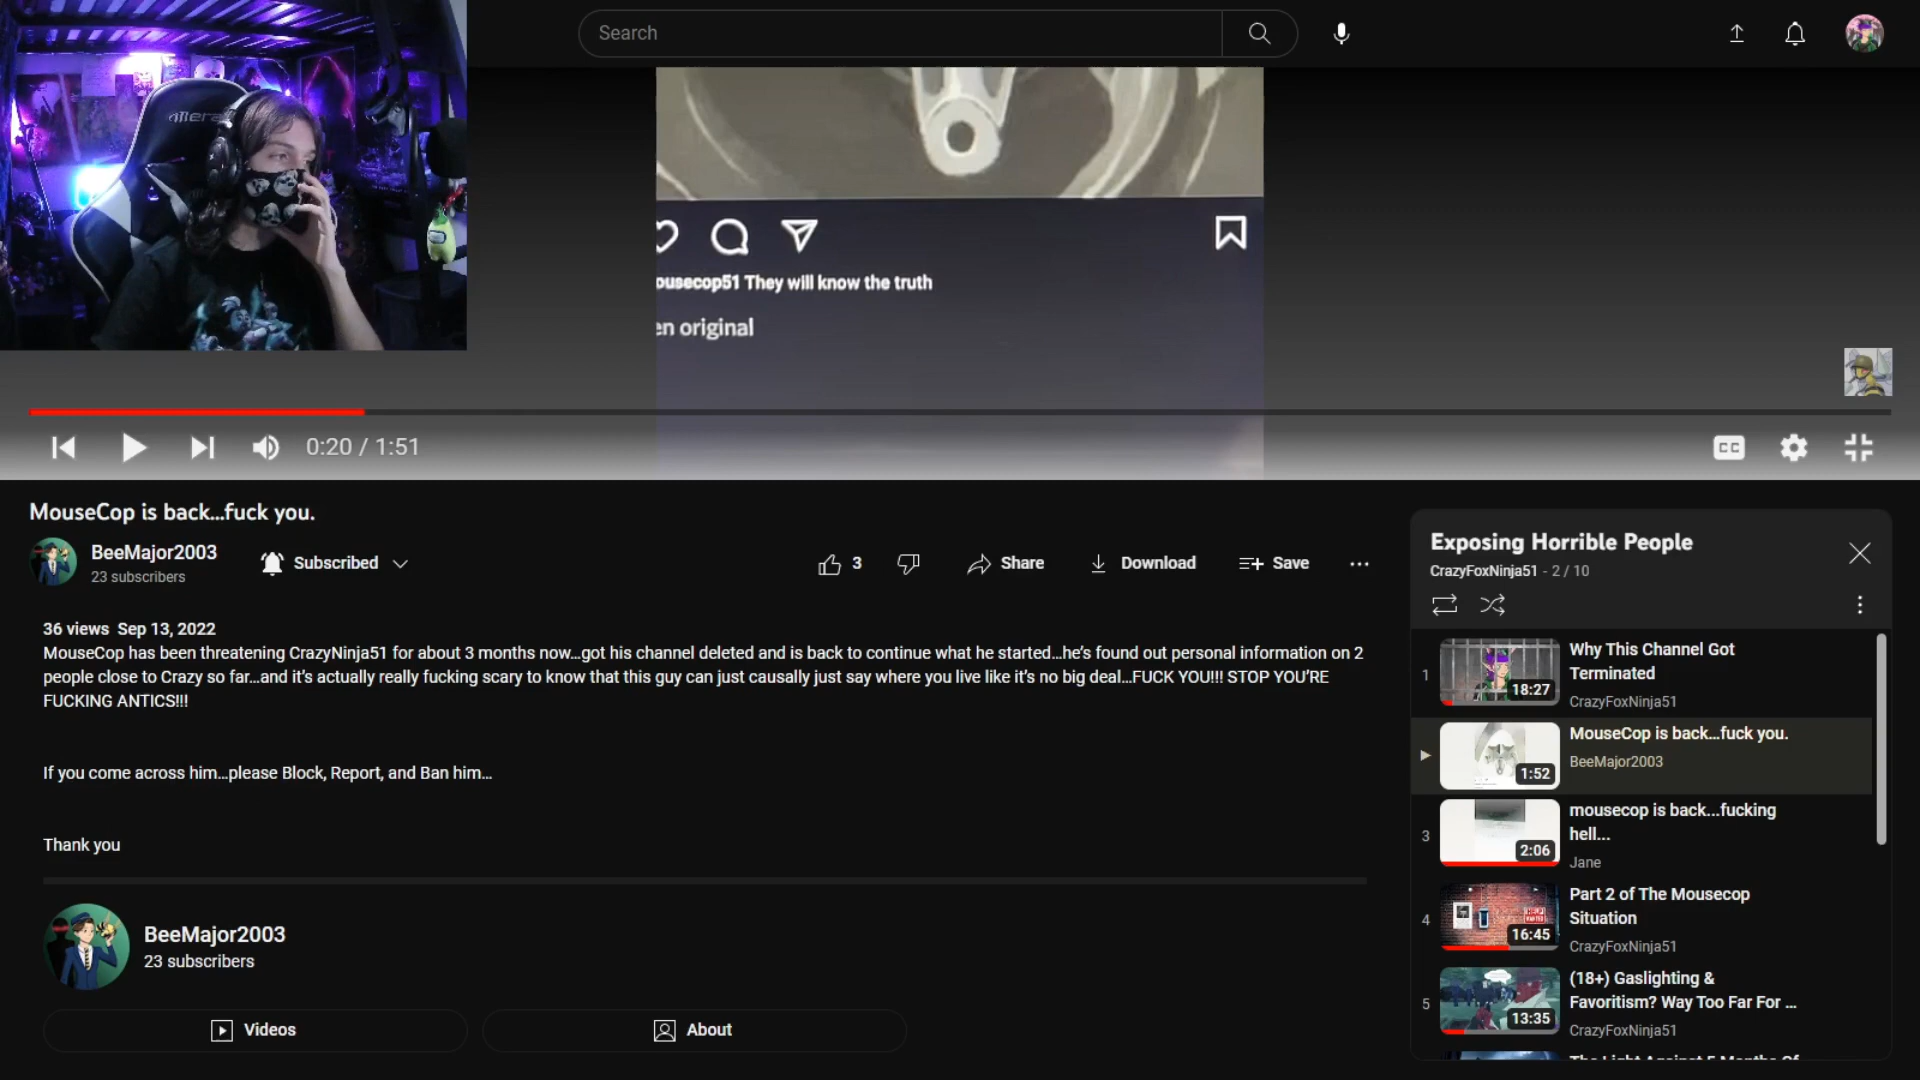 Search
ousecop51 They will know the truth
en original
0:20 / 1:51
CC
MouseCop is back...fuck you.
BeeMajor2003
23 subscribers
Subscribed
3
Share
Download
Save
36 views Sep 13, 2022
MouseCop has been threatening CrazyNinja51 for about 3 months now...got his channel deleted and is back to continue what he started...he's found out personal information on 2
people close to Crazy so far...and it's actually really fucking scary to know that this guy can just causally just say where you live like it's no big deal...FUCK YOU!!! STOP YOU'RE
FUCKING ANTICS!!!
If you come across him...please Block, Report, and Ban him...
Thank you
BeeMajor2003
23 subscribers
Videos
About
Exposing Horrible People
CrazyFoxNinja51 - 2 / 10
1
18:27
Why This Channel Got
Terminated
CrazyFoxNinja51
1:52
MouseCop is back...fuck you.
BeeMajor2003
3
2:06
mousecop is back...fucking
hell...
Jane
4
16:45
Part 2 of The Mousecop
Situation
CrazyFoxNinja51
5
13:35
(18+) Gaslighting &
Favoritism? Way Too Far For ...
CrazyFoxNinja51